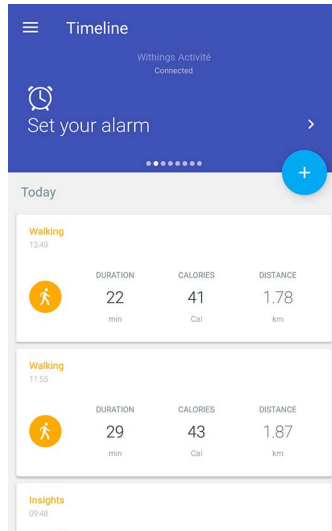 Timeline
Withings Activité
Connected
Set your alarm
Today
Walking
13:49
DURATION CALORIES DISTANCE
22 41 1.78
min Cal km
Walking
11:55
DURATION CALORIES DISTANCE
29 43 1.87
min Cal km
Insights
09:48